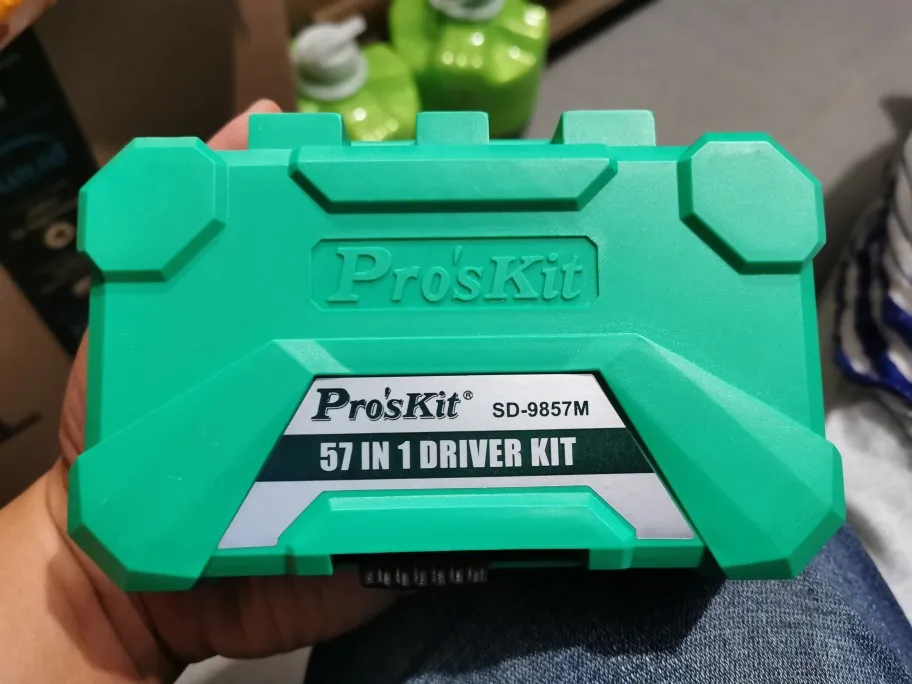 Pro'sKit
Pro'sKit® SD-9857M
57 IN 1 DRIVER KIT